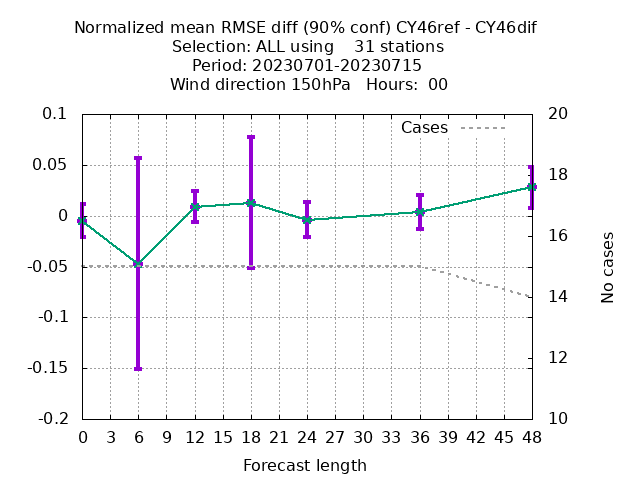 Normalized mean RMSE diff (90% conf) CY46ref - CY46dif
Selection: ALL using    31 stations
Period: 20230701-20230715
Wind direction 150hPa   Hours:  00
0.1
0.05
0
-0.05
-0.1
-0.15
-0.2
20
18
16
14
12
10
Cases
No cases
0 3 6 9 12 15 18 21 24 27 30 33 36 39 42 45 48
Forecast length